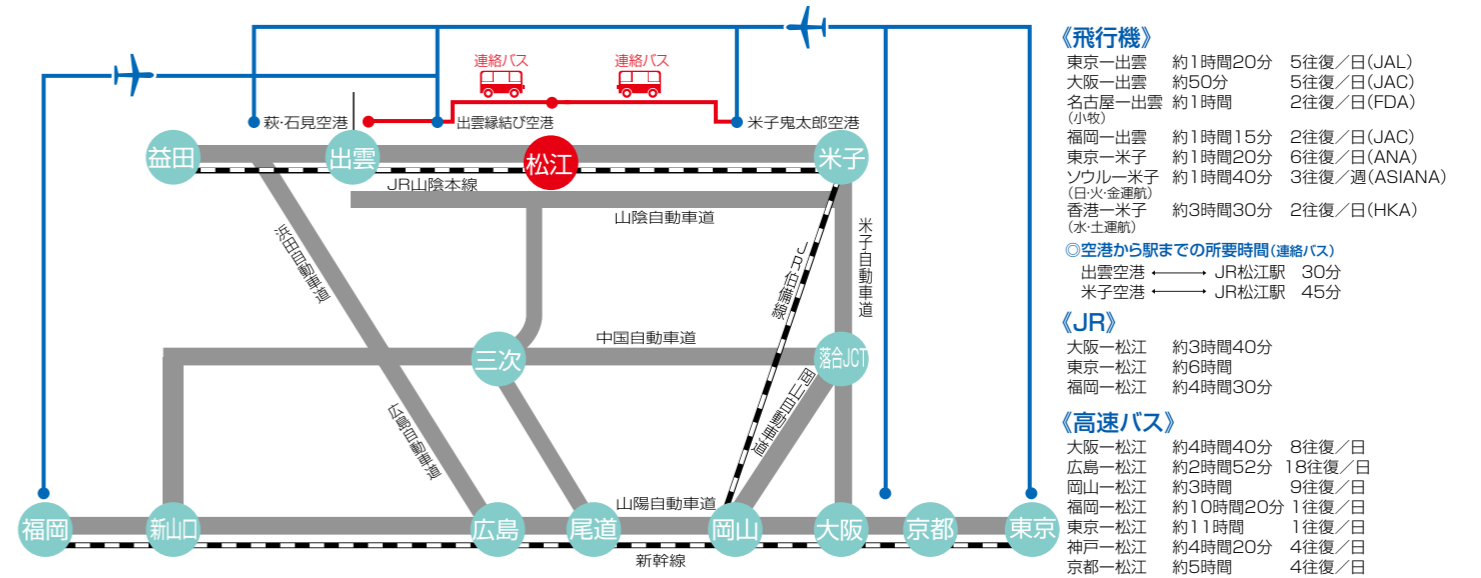 連絡バス
連絡バス
萩・石見空港
出雲縁結び空港
米子鬼太郎空港
益田
出雲
松江
米子
JR山陰本線
山陰自動車道
浜田自動車道
JR伯備線
米子自動車道
中国自動車道
三次
落合JCT
広島自動車道
岡山自動車道
山陽自動車道
福岡
新山口
広島
尾道
岡山
大阪
京都
東京
新幹線
《飛行機》
東京ー出雲 約1時間20分 5往復／日(JAL)
大阪ー出雲 約50分 5往復／日(JAC)
名古屋ー出雲 約1時間 2往復／日(FDA)
(小牧)
福岡ー出雲 約1時間15分 2往復／日(JAC)
東京ー米子 約1時間20分 6往復／日(ANA)
ソウルー米子 約1時間40分 3往復／週(ASIANA)
(日・火・金運航)
香港ー米子 約3時間30分 2往復／日(HKA)
(水・土運航)
◎空港から駅までの所要時間(連絡バス)
出雲空港 ←→ JR松江駅 30分
米子空港 ←→ JR松江駅 45分
《JR》
大阪ー松江 約3時間40分
東京ー松江 約6時間
福岡ー松江 約4時間30分
《高速バス》
大阪ー松江 約4時間40分 8往復／日
広島ー松江 約2時間52分 18往復／日
岡山ー松江 約3時間 9往復／日
福岡ー松江 約10時間20分 1往復／日
東京ー松江 約11時間 1往復／日
神戸ー松江 約4時間20分 4往復／日
京都ー松江 約5時間 4往復／日